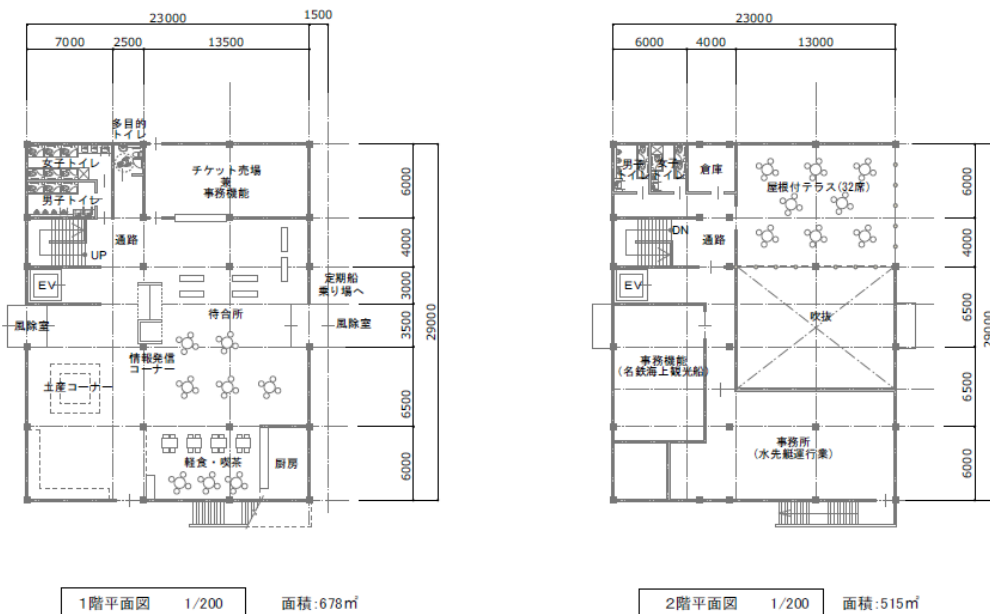 23000
1500
7000
2500
13500
多目的
トイレ
女子トイレ
男子トイレ
チケット売場
兼
事務機能
通路
UP
EV
風除室
定期船
乗り場へ
待合所
風除室
情報発信
コーナー
土産コーナー
軽食・喫茶
厨房
6000
4000
3000
3500
6500
6000
29000
1階平面図 1/200 面積:678㎡
23000
6000
4000
13000
男子
トイレ
女子
トイレ
倉庫
屋根付テラス(32席)
DN
通路
EV
吹抜
事務機能
(名鉄海上観光船)
事務所
(水先艇運行業)
6000
4000
6500
6500
6000
29000
2階平面図 1/200 面積:515㎡